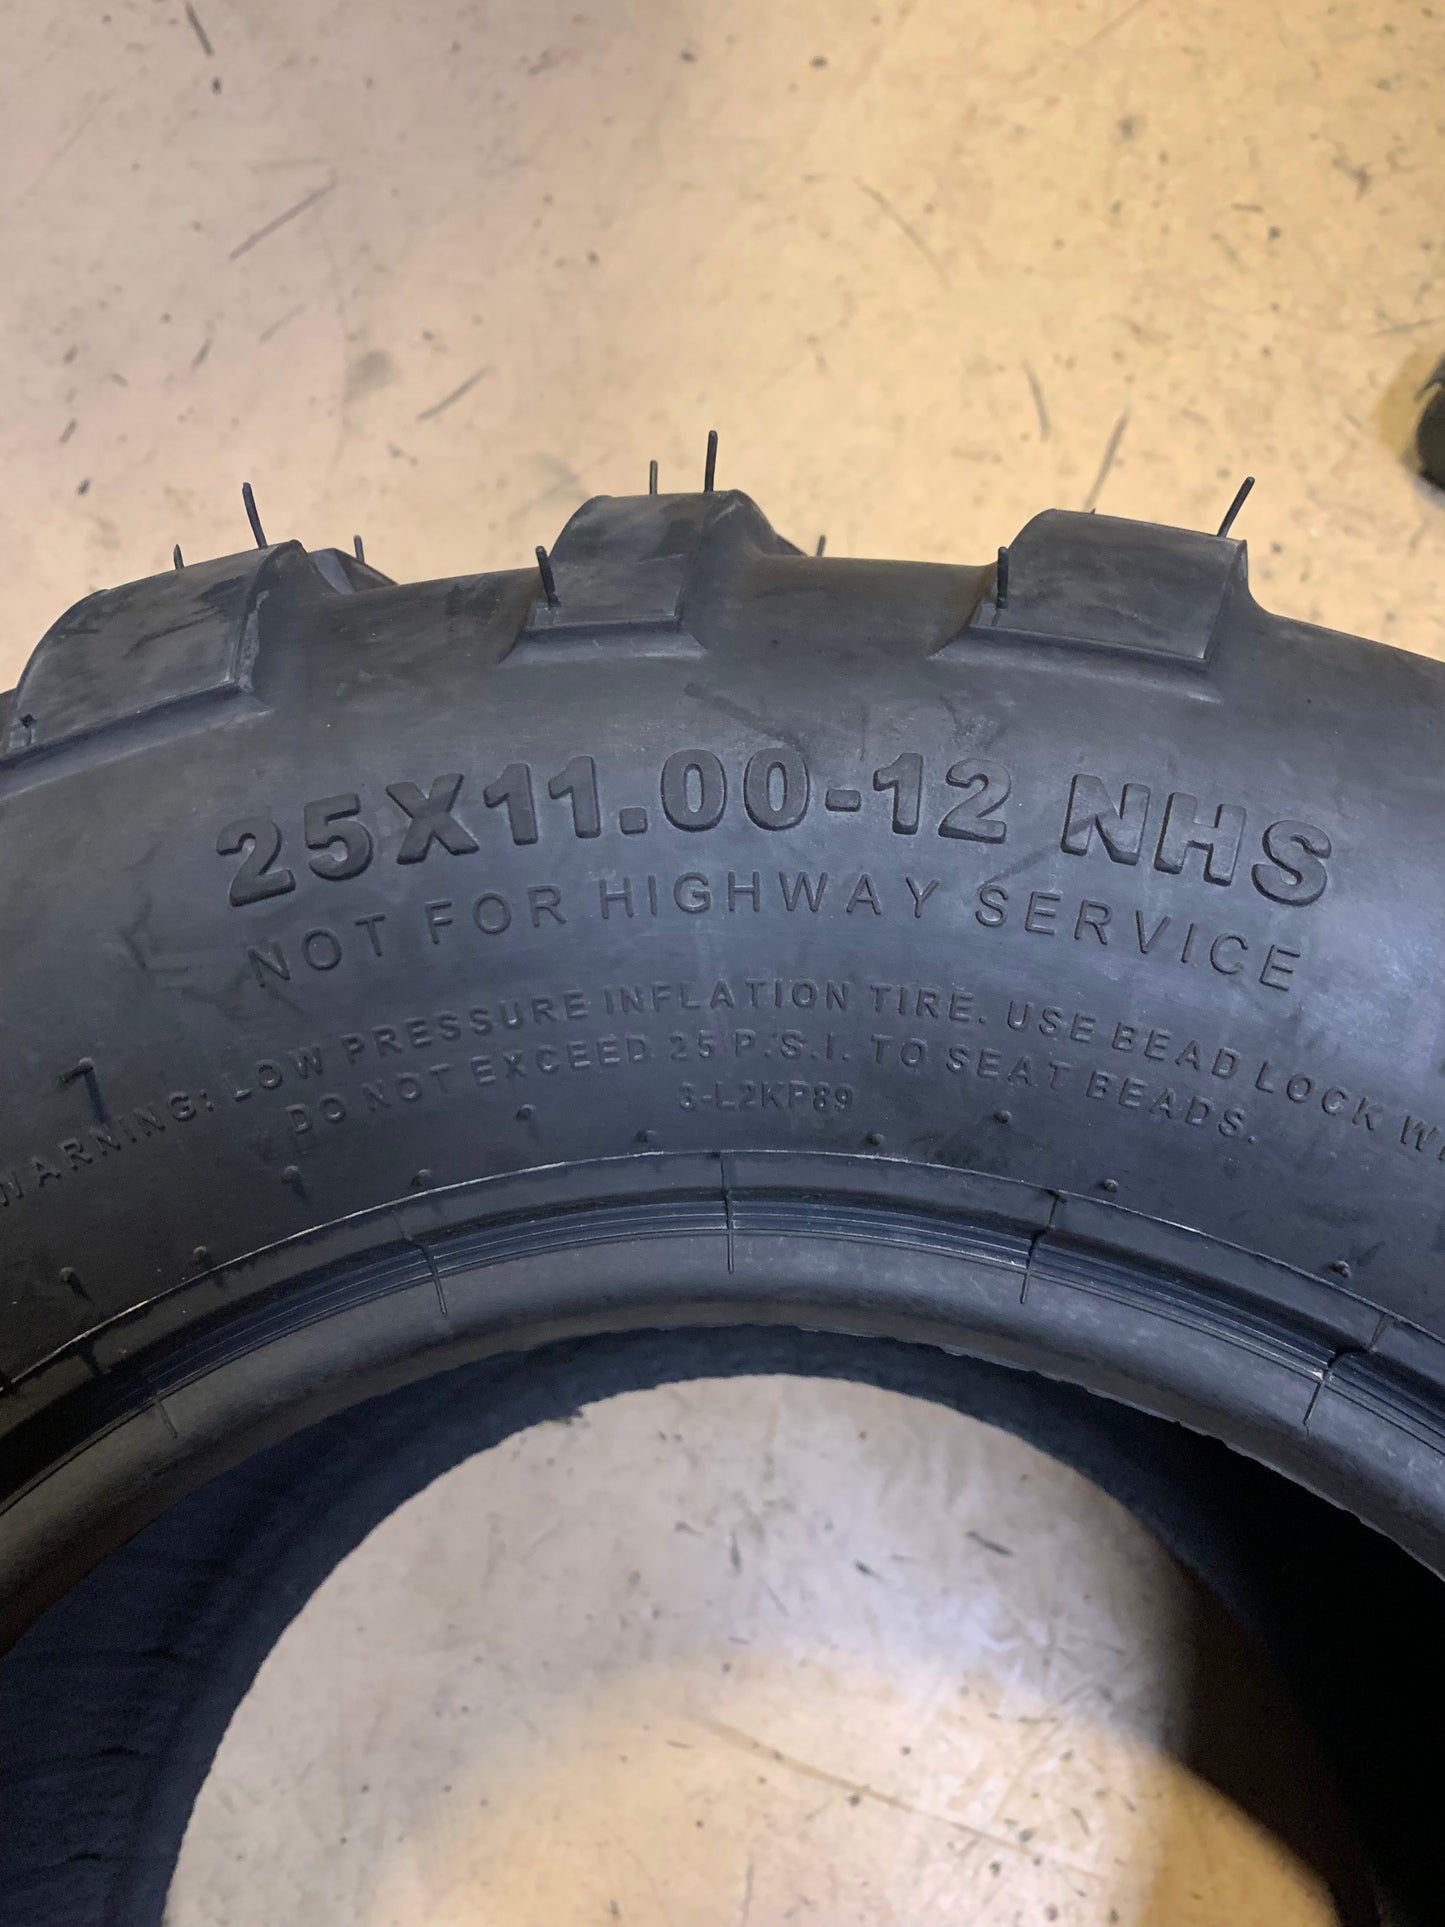 25X11.00-12 NHS
NOT FOR HIGHWAY SERVICE
WARNING: LOW PRESSURE INFLATION TIRE. USE BEAD LOCK
DO NOT EXCEED 25 P.S.I. TO SEAT BEADS.
3-L2KP89
1